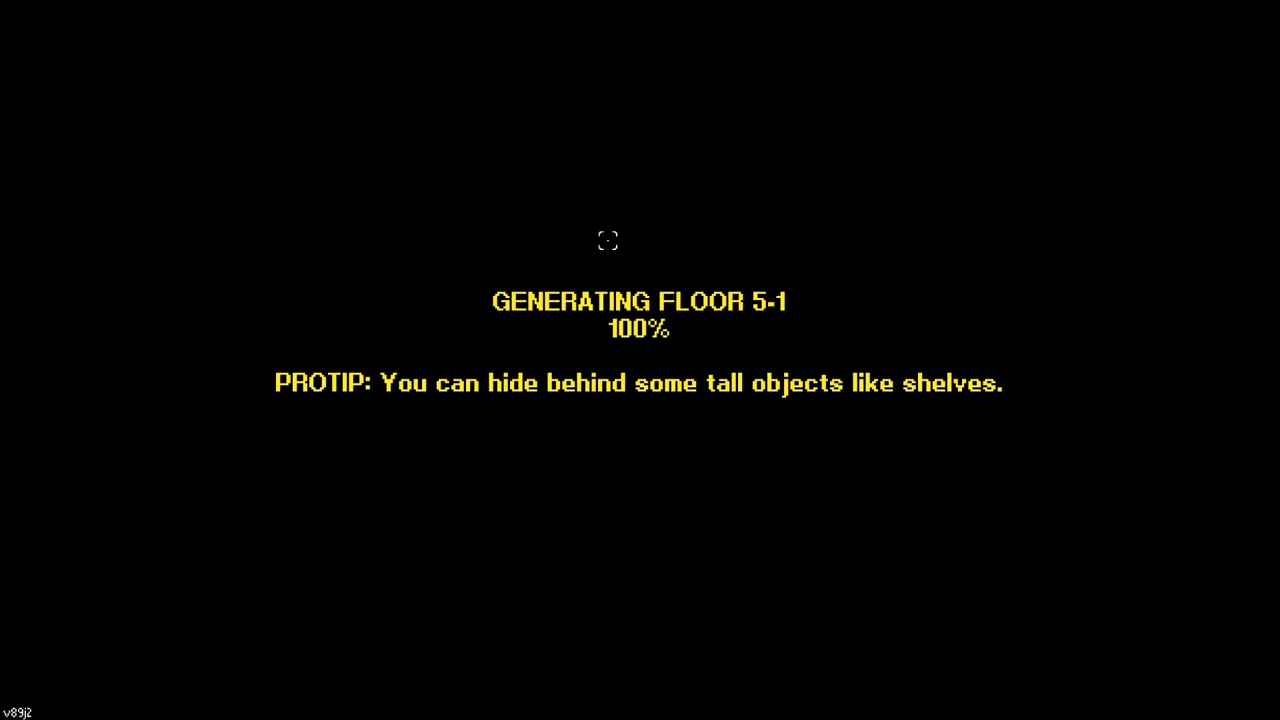 GENERATING FLOOR 5-1
100%
PROTIP: You can hide behind some tall objects like shelves.
v89j2